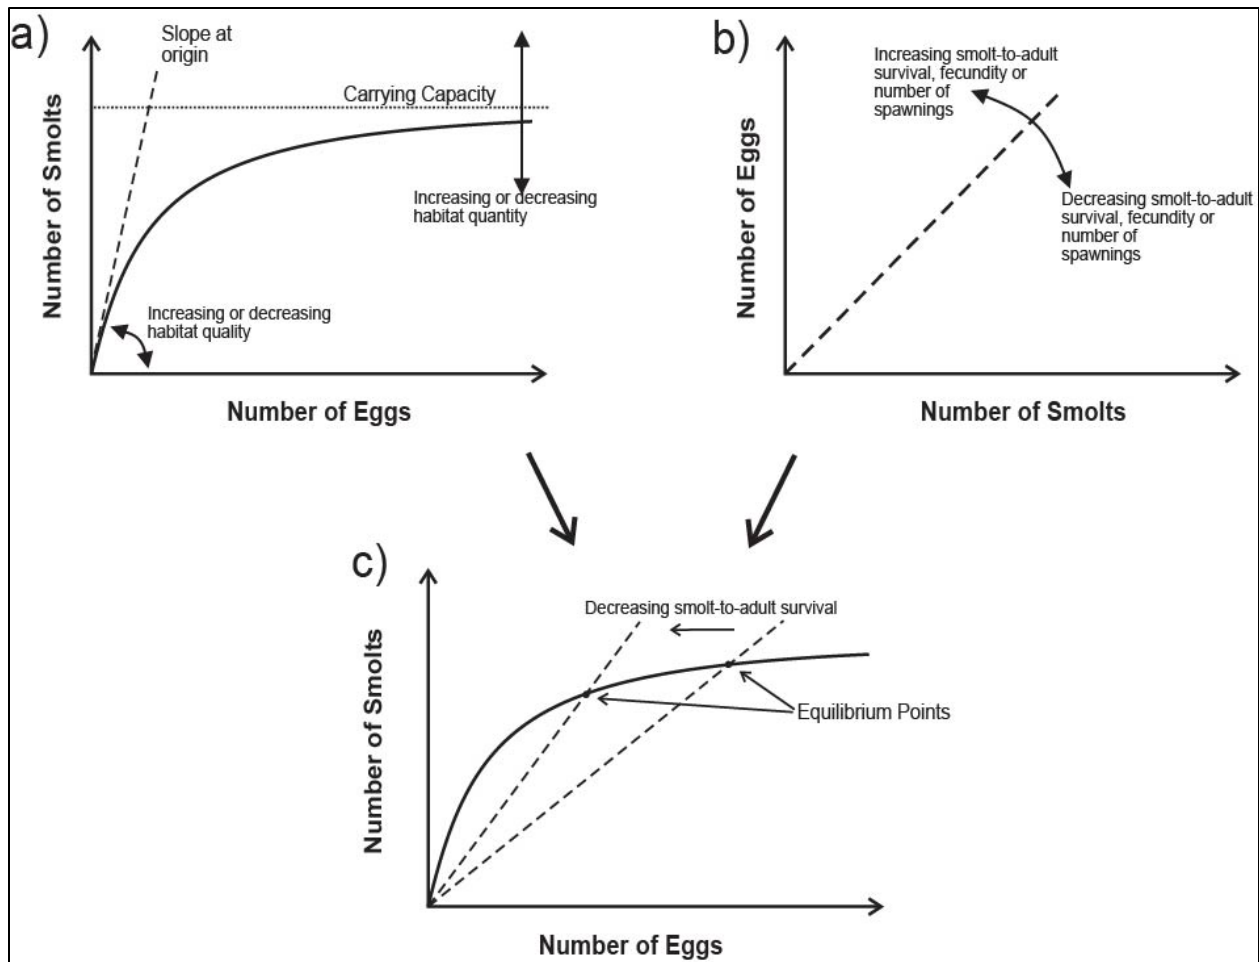 a)
Slope at
origin
Carrying Capacity
Increasing or decreasing
habitat quantity
Increasing or decreasing
habitat quality
Number of Smolts
Number of Eggs
b)
Increasing smolt-to-adult
survival, fecundity or
number of
spawnings
Decreasing smolt-to-adult
survival, fecundity or
number of
spawnings
Number of Eggs
Number of Smolts
c)
Decreasing smolt-to-adult survival
Equilibrium Points
Number of Smolts
Number of Eggs